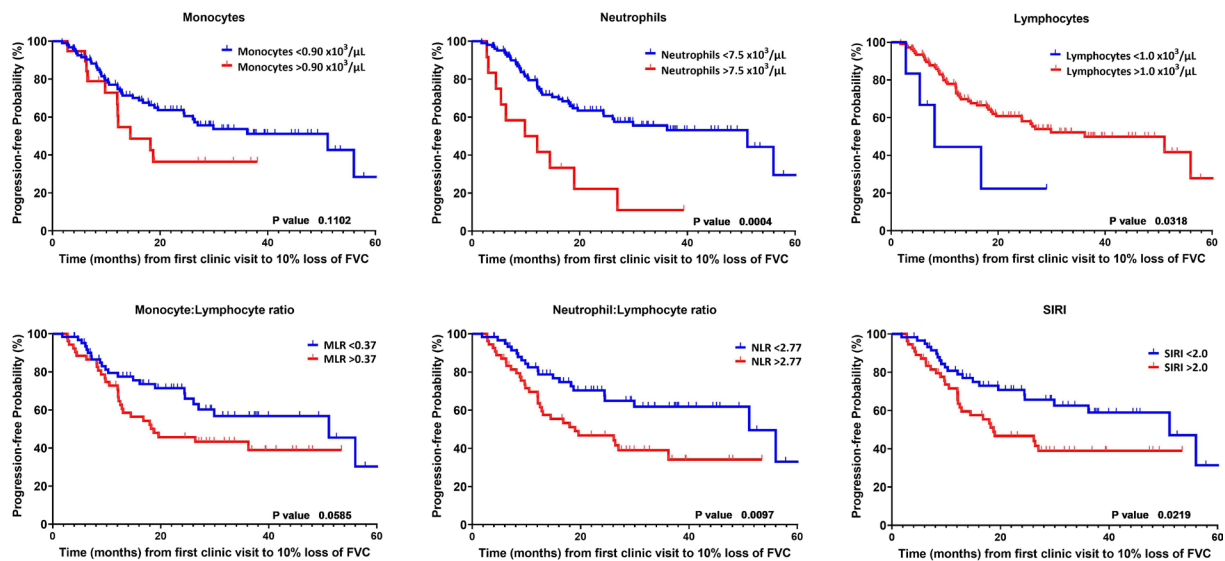 Monocytes
Progression-free Probability (%)
100
80
60
40
20
0
Monocytes <0.90 x10³/μL
Monocytes >0.90 x10³/μL
P value 0.1102
0 20 40 60
Time (months) from first clinic visit to 10% loss of FVC
Neutrophils
Progression-free Probability (%)
100
80
60
40
20
0
Neutrophils <7.5 x10³/μL
Neutrophils >7.5 x10³/μL
P value 0.0004
0 20 40 60
Time (months) from first clinic visit to 10% loss of FVC
Lymphocytes
Progression-free Probability (%)
100
80
60
40
20
0
Lymphocytes <1.0 x10³/μL
Lymphocytes >1.0 x10³/μL
P value 0.0318
0 20 40 60
Time (months) from first clinic visit to 10% loss of FVC
Monocyte:Lymphocyte ratio
Progression-free Probability (%)
100
80
60
40
20
0
MLR <0.37
MLR >0.37
P value 0.0585
0 20 40 60
Time (months) from first clinic visit to 10% loss of FVC
Neutrophil:Lymphocyte ratio
Progression-free Probability (%)
100
80
60
40
20
0
NLR <2.77
NLR >2.77
P value 0.0097
0 20 40 60
Time (months) from first clinic visit to 10% loss of FVC
SIRI
Progression-free Probability (%)
100
80
60
40
20
0
SIRI <2.0
SIRI >2.0
P value 0.0219
0 20 40 60
Time (months) from first clinic visit to 10% loss of FVC